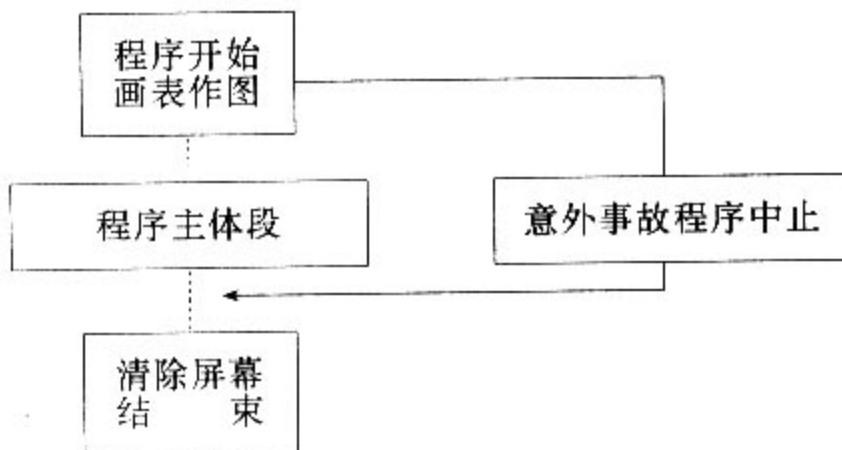 程序开始
画表作图
程序主体段
意外事故程序中止
清除屏幕
结 束